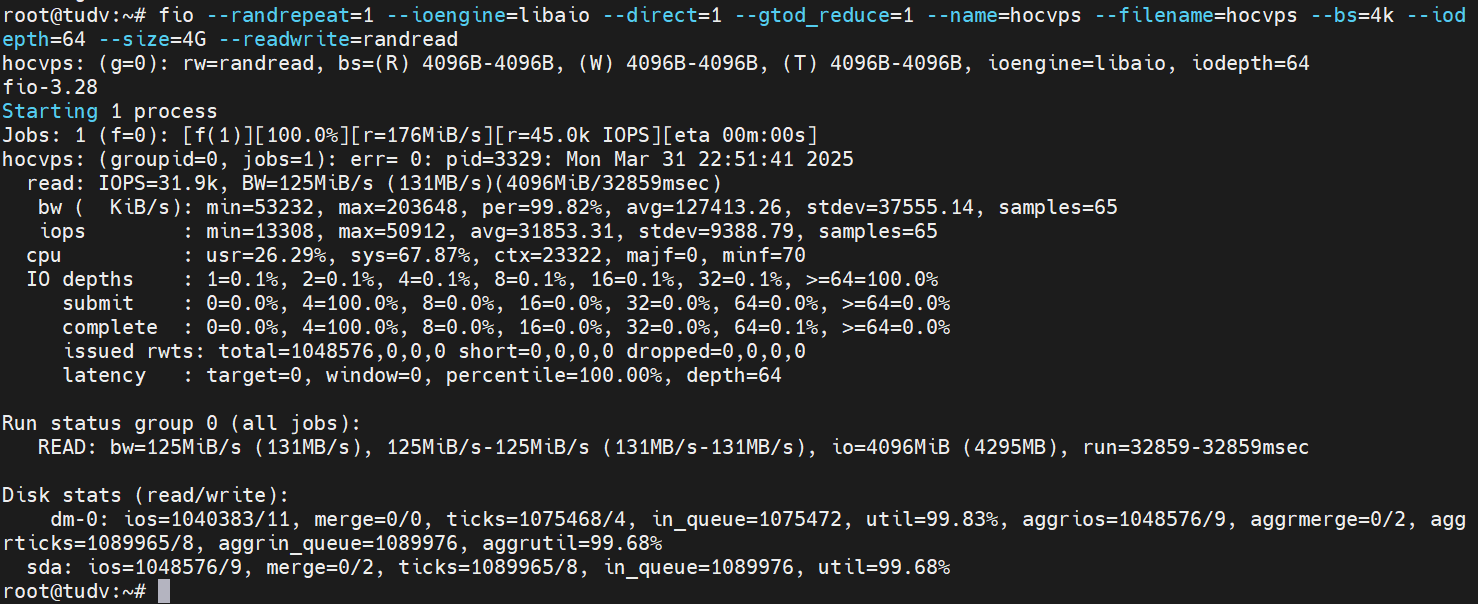 root@tudv:~# fio --randrepeat=1 --ioengine=libaio --direct=1 --gtod_reduce=1 --name=hocvps --filename=hocvps --bs=4k --iod
epth=64 --size=4G --readwrite=randread
hocvps: (g=0): rw=randread, bs=(R) 4096B-4096B, (W) 4096B-4096B, (T) 4096B-4096B, ioengine=libaio, iodepth=64
fio-3.28
Starting 1 process
Jobs: 1 (f=0): [f(1)][100.0%][r=176MiB/s][r=45.0k IOPS][eta 00m:00s]
hocvps: (groupid=0, jobs=1): err= 0: pid=3329: Mon Mar 31 22:51:41 2025
  read: IOPS=31.9k, BW=125MiB/s (131MB/s)(4096MiB/32859msec)
   bw (  KiB/s): min=53232, max=203648, per=99.82%, avg=127413.26, stdev=37555.14, samples=65
   iops        : min=13308, max=50912, avg=31853.31, stdev=9388.79, samples=65
  cpu          : usr=26.29%, sys=67.87%, ctx=23322, majf=0, minf=70
  IO depths    : 1=0.1%, 2=0.1%, 4=0.1%, 8=0.1%, 16=0.1%, 32=0.1%, >=64=100.0%
     submit    : 0=0.0%, 4=100.0%, 8=0.0%, 16=0.0%, 32=0.0%, 64=0.0%, >=64=0.0%
     complete  : 0=0.0%, 4=100.0%, 8=0.0%, 16=0.0%, 32=0.0%, 64=0.1%, >=64=0.0%
     issued rwts: total=1048576,0,0,0 short=0,0,0,0 dropped=0,0,0,0
     latency   : target=0, window=0, percentile=100.00%, depth=64

Run status group 0 (all jobs):
   READ: bw=125MiB/s (131MB/s), 125MiB/s-125MiB/s (131MB/s-131MB/s), io=4096MiB (4295MB), run=32859-32859msec

Disk stats (read/write):
    dm-0: ios=1040383/11, merge=0/0, ticks=1075468/4, in_queue=1075472, util=99.83%, aggrios=1048576/9, aggrmerge=0/2, agg
rticks=1089965/8, aggrin_queue=1089976, aggrutil=99.68%
  sda: ios=1048576/9, merge=0/2, ticks=1089965/8, in_queue=1089976, util=99.68%
root@tudv:~#